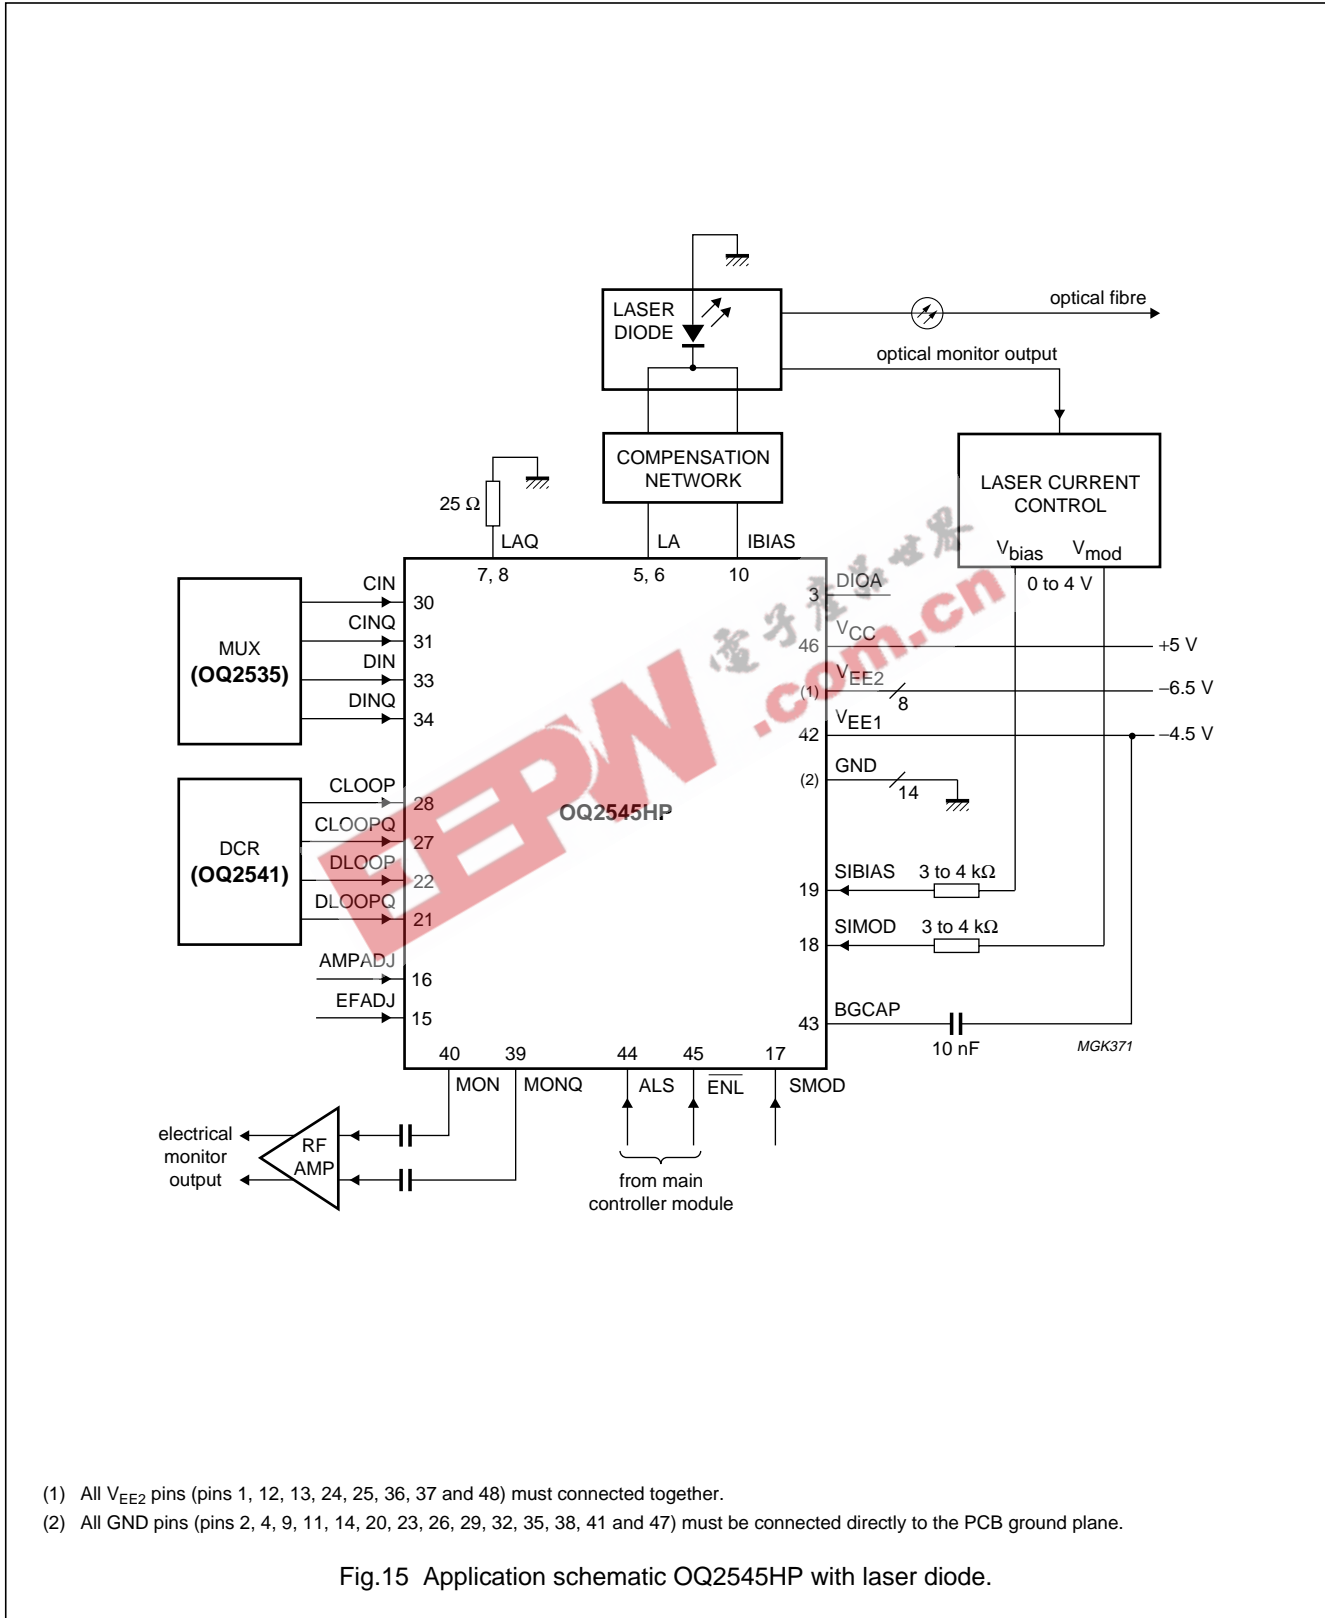 LASER
DIODE
optical fibre
optical monitor output
COMPENSATION
NETWORK
LASER CURRENT
CONTROL
Vbias Vmod
0 to 4 V
25 Ω
LAQ
LA
IBIAS
7, 8
5, 6
10
MUX
(OQ2535)
CIN
30
CINQ
31
DIN
33
DINQ
34
DCR
(OQ2541)
CLOOP
28
CLOOPQ
27
DLOOP
22
DLOOPQ
21
AMPADJ
16
EFADJ
15
OQ2545HP
3
DIOA
46
VCC
+5 V
(1)
VEE2
8
−6.5 V
42
VEE1
−4.5 V
(2)
GND
14
19
SIBIAS
3 to 4 kΩ
18
SIMOD
3 to 4 kΩ
43
BGCAP
10 nF
MGK371
40
39
44
45
17
MON
MONQ
ALS
ENL
SMOD
electrical
monitor
output
RF
AMP
from main
controller module
EEPW
.com.cn
電子產品世界
(1) All VEE2 pins (pins 1, 12, 13, 24, 25, 36, 37 and 48) must connected together.
(2) All GND pins (pins 2, 4, 9, 11, 14, 20, 23, 26, 29, 32, 35, 38, 41 and 47) must be connected directly to the PCB ground plane.
Fig.15 Application schematic OQ2545HP with laser diode.